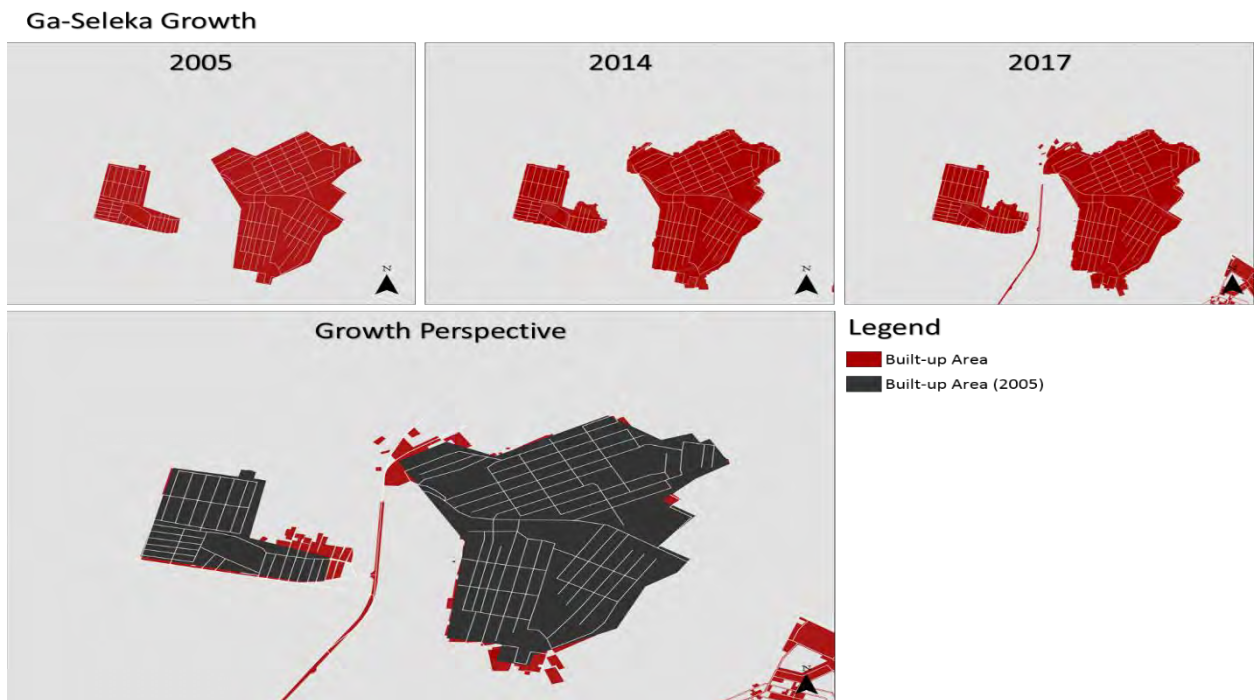 Ga-Seleka Growth
2005
2014
2017
N
N
N
Growth Perspective
Legend
Built-up Area
Built-up Area (2005)
N